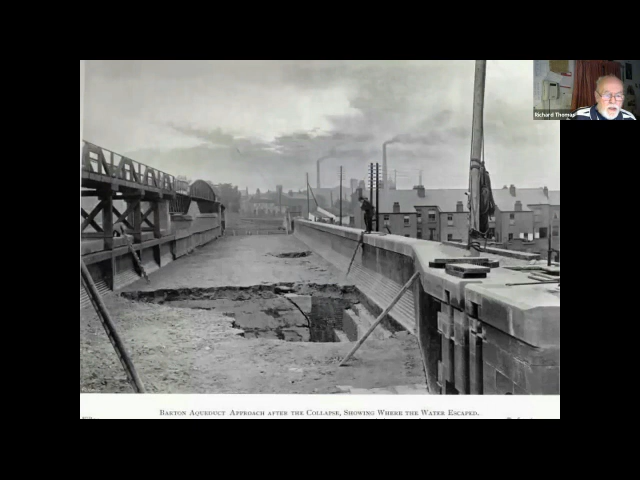 Richard Thomas
Barton Aqueduct Approach after the Collapse, Showing Where the Water Escaped.